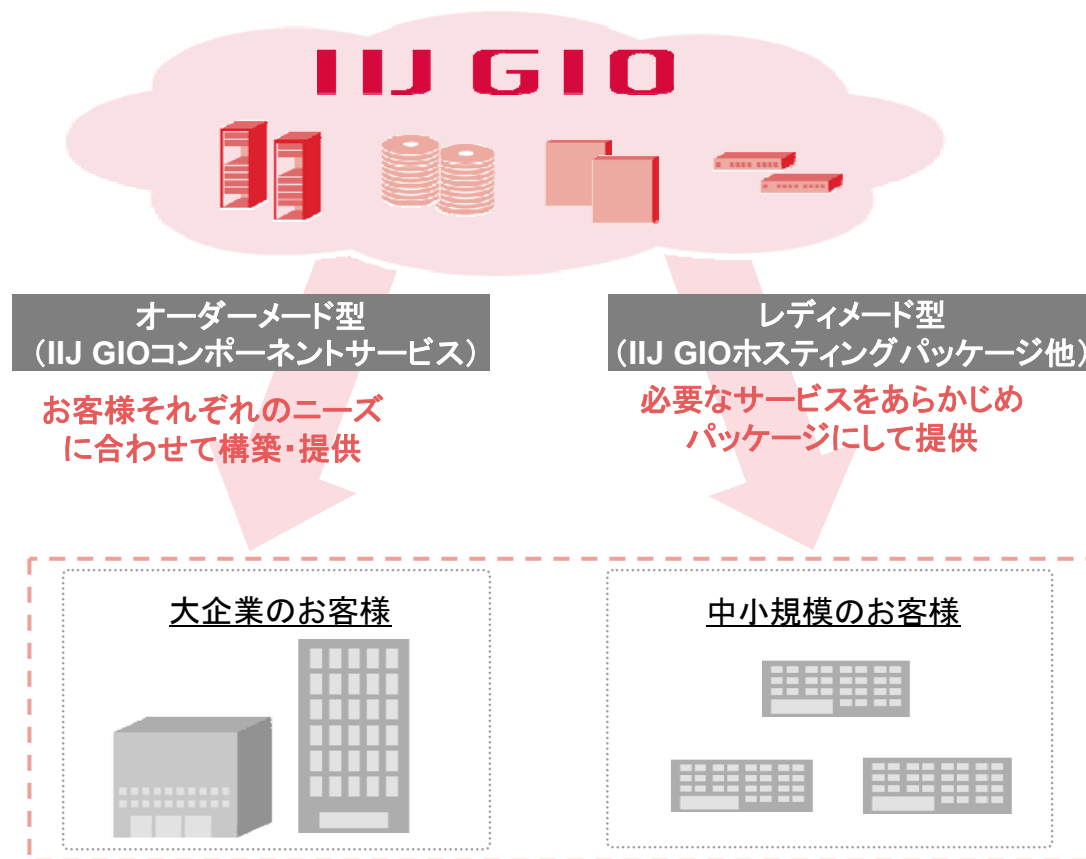 IIJ GIO
オーダーメード型
(IIJ GIOコンポーネントサービス)
お客様それぞれのニーズ
に合わせて構築・提供
レディメード型
(IIJ GIOホスティングパッケージ他)
必要なサービスをあらかじめ
パッケージにして提供
大企業のお客様
中小規模のお客様